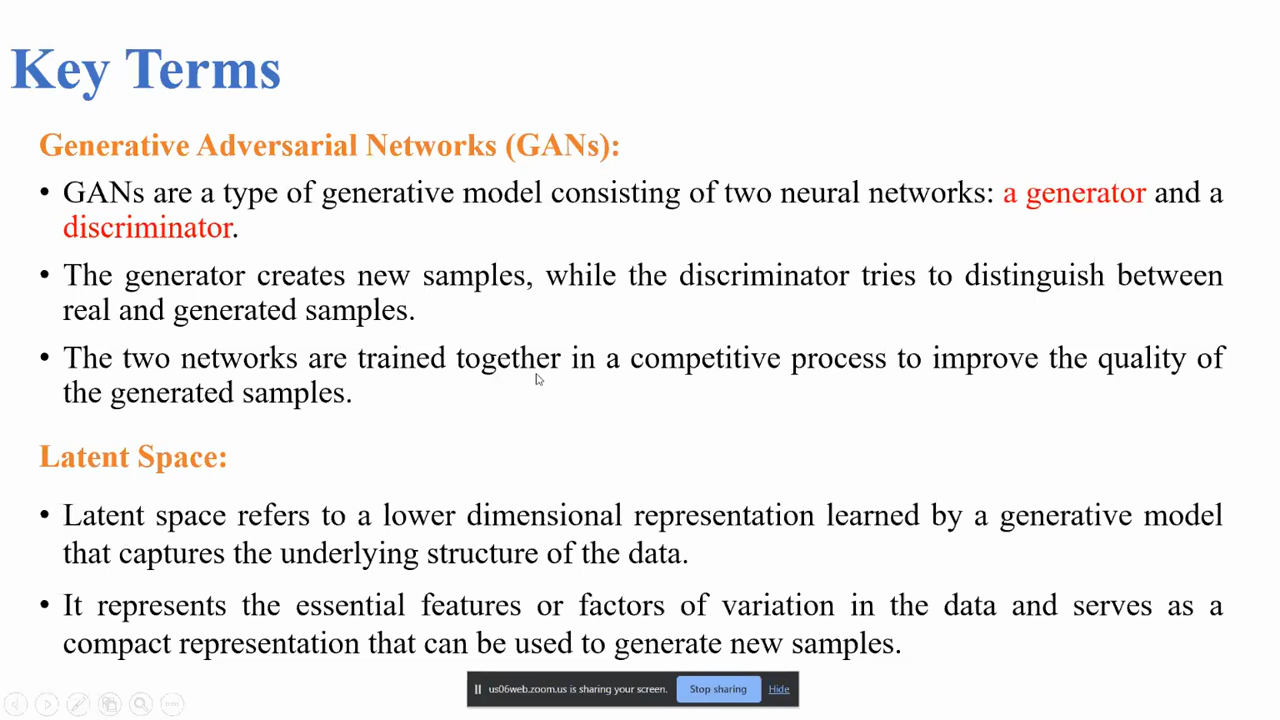 Key Terms
Generative Adversarial Networks (GANs):
• GANs are a type of generative model consisting of two neural networks: a generator and a
discriminator.
• The generator creates new samples, while the discriminator tries to distinguish between
real and generated samples.
• The two networks are trained together in a competitive process to improve the quality of
the generated samples.
Latent Space:
• Latent space refers to a lower dimensional representation learned by a generative model
that captures the underlying structure of the data.
• It represents the essential features or factors of variation in the data and serves as a
compact representation that can be used to generate new samples.
us06web.zoom.us is sharing your screen. Stop sharing Hide